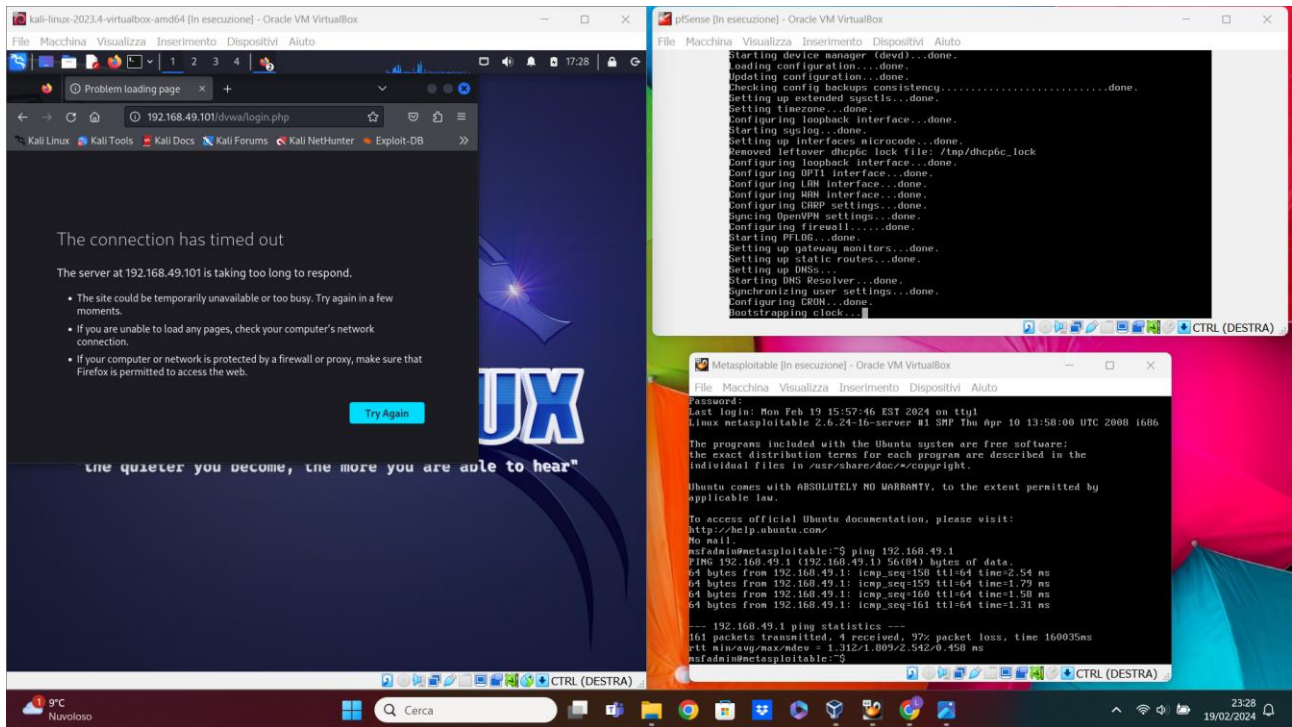 kali-linux-2023.4-virtualbox-amd64 [In esecuzione] - Oracle VM VirtualBox
File Macchina Visualizza Inserimento Dispositivi Aiuto
1 2 3 4 17:28
Problem loading page
192.168.49.101/dvwa/login.php
Kali Linux Kali Tools Kali Docs Kali Forums Kali NetHunter Exploit-DB
The connection has timed out
The server at 192.168.49.101 is taking too long to respond.
The site could be temporarily unavailable or too busy. Try again in a few
moments.
If you are unable to load any pages, check your computer's network
connection.
If your computer or network is protected by a firewall or proxy, make sure that
Firefox is permitted to access the web.
Try Again
UX
"the quieter you become, the more you are able to hear"
CTRL (DESTRA)
pfSense [In esecuzione] - Oracle VM VirtualBox
File Macchina Visualizza Inserimento Dispositivi Aiuto
Starting device manager (devd)...done.
Loading configuration....done.
Updating configuration...done.
Checking config backups consistency.............................done.
Setting up extended sysctls...done.
Setting timezone...done.
Configuring loopback interface...done.
Starting syslog...done.
Setting up interfaces microcode...done.
Removed leftover dhcp6c lock file: /tmp/dhcp6c_lock
Configuring loopback interface...done.
Configuring OPT1 interface...done.
Configuring LAN interface...done.
Configuring WAN interface...done.
Configuring CARP settings...done.
Syncing OpenVPN settings...done.
Configuring firewall......done.
Starting PFLOG...done.
Setting up gateway monitors...done.
Setting up static routes...done.
Setting up DNSs...
Starting DNS Resolver...done.
Synchronizing user settings...done.
Configuring CRON...done.
Bootstrapping clock...
CTRL (DESTRA)
Metasploitable [In esecuzione] - Oracle VM VirtualBox
File Macchina Visualizza Inserimento Dispositivi Aiuto
Password:
Last login: Mon Feb 19 15:57:46 EST 2024 on tty1
Linux metasploitable 2.6.24-16-server #1 SMP Thu Apr 10 13:58:00 UTC 2008 i686
The programs included with the Ubuntu system are free software;
the exact distribution terms for each program are described in the
individual files in /usr/share/doc/*/copyright.
Ubuntu comes with ABSOLUTELY NO WARRANTY, to the extent permitted by
applicable law.
To access official Ubuntu documentation, please visit:
http://help.ubuntu.com/
No mail.
msfadmin@metasploitable:~$ ping 192.168.49.1
PING 192.168.49.1 (192.168.49.1) 56(84) bytes of data.
64 bytes from 192.168.49.1: icmp_seq=158 ttl=64 time=2.54 ms
64 bytes from 192.168.49.1: icmp_seq=159 ttl=64 time=1.79 ms
64 bytes from 192.168.49.1: icmp_seq=160 ttl=64 time=1.58 ms
64 bytes from 192.168.49.1: icmp_seq=161 ttl=64 time=1.31 ms
--- 192.168.49.1 ping statistics ---
161 packets transmitted, 4 received, 97% packet loss, time 160035ms
rtt min/avg/max/mdev = 1.312/1.809/2.542/0.458 ms
msfadmin@metasploitable:~$
CTRL (DESTRA)
1
9°C
Nuvoloso
Cerca
23:28
19/02/2024